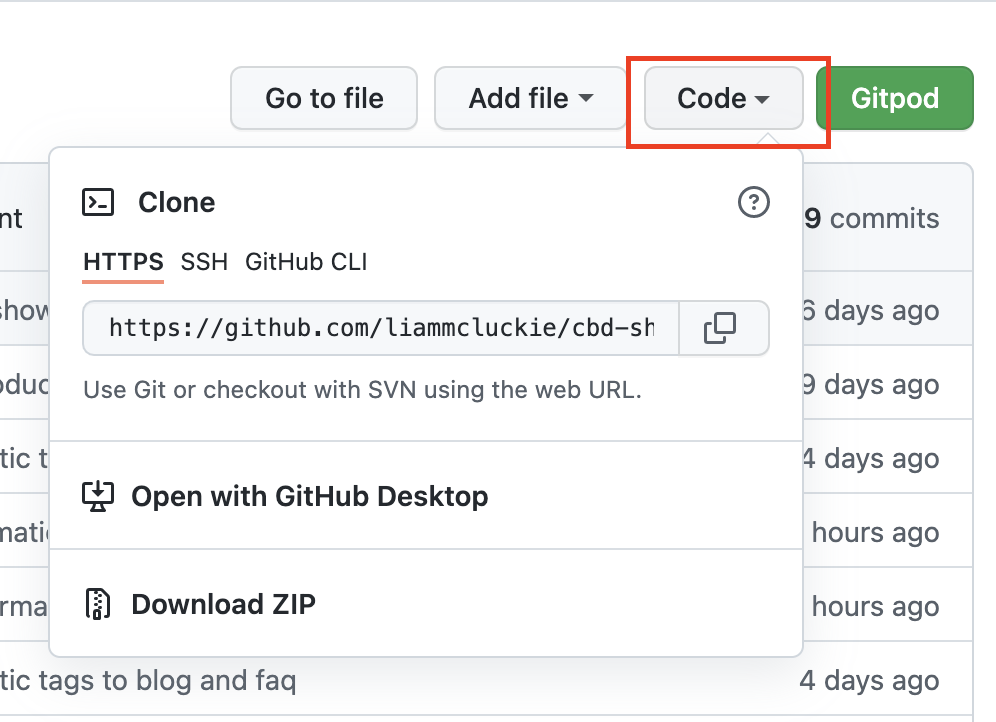 Go to file Add file Code Gitpod
Clone
nt 9 commits
HTTPS SSH GitHub CLI
show 6 days ago
https://github.com/liammcluckie/cbd-sh
oduc 9 days ago
Use Git or checkout with SVN using the web URL.
tic t 4 days ago
Open with GitHub Desktop
matic hours ago
Download ZIP
rma hours ago
tic tags to blog and faq 4 days ago